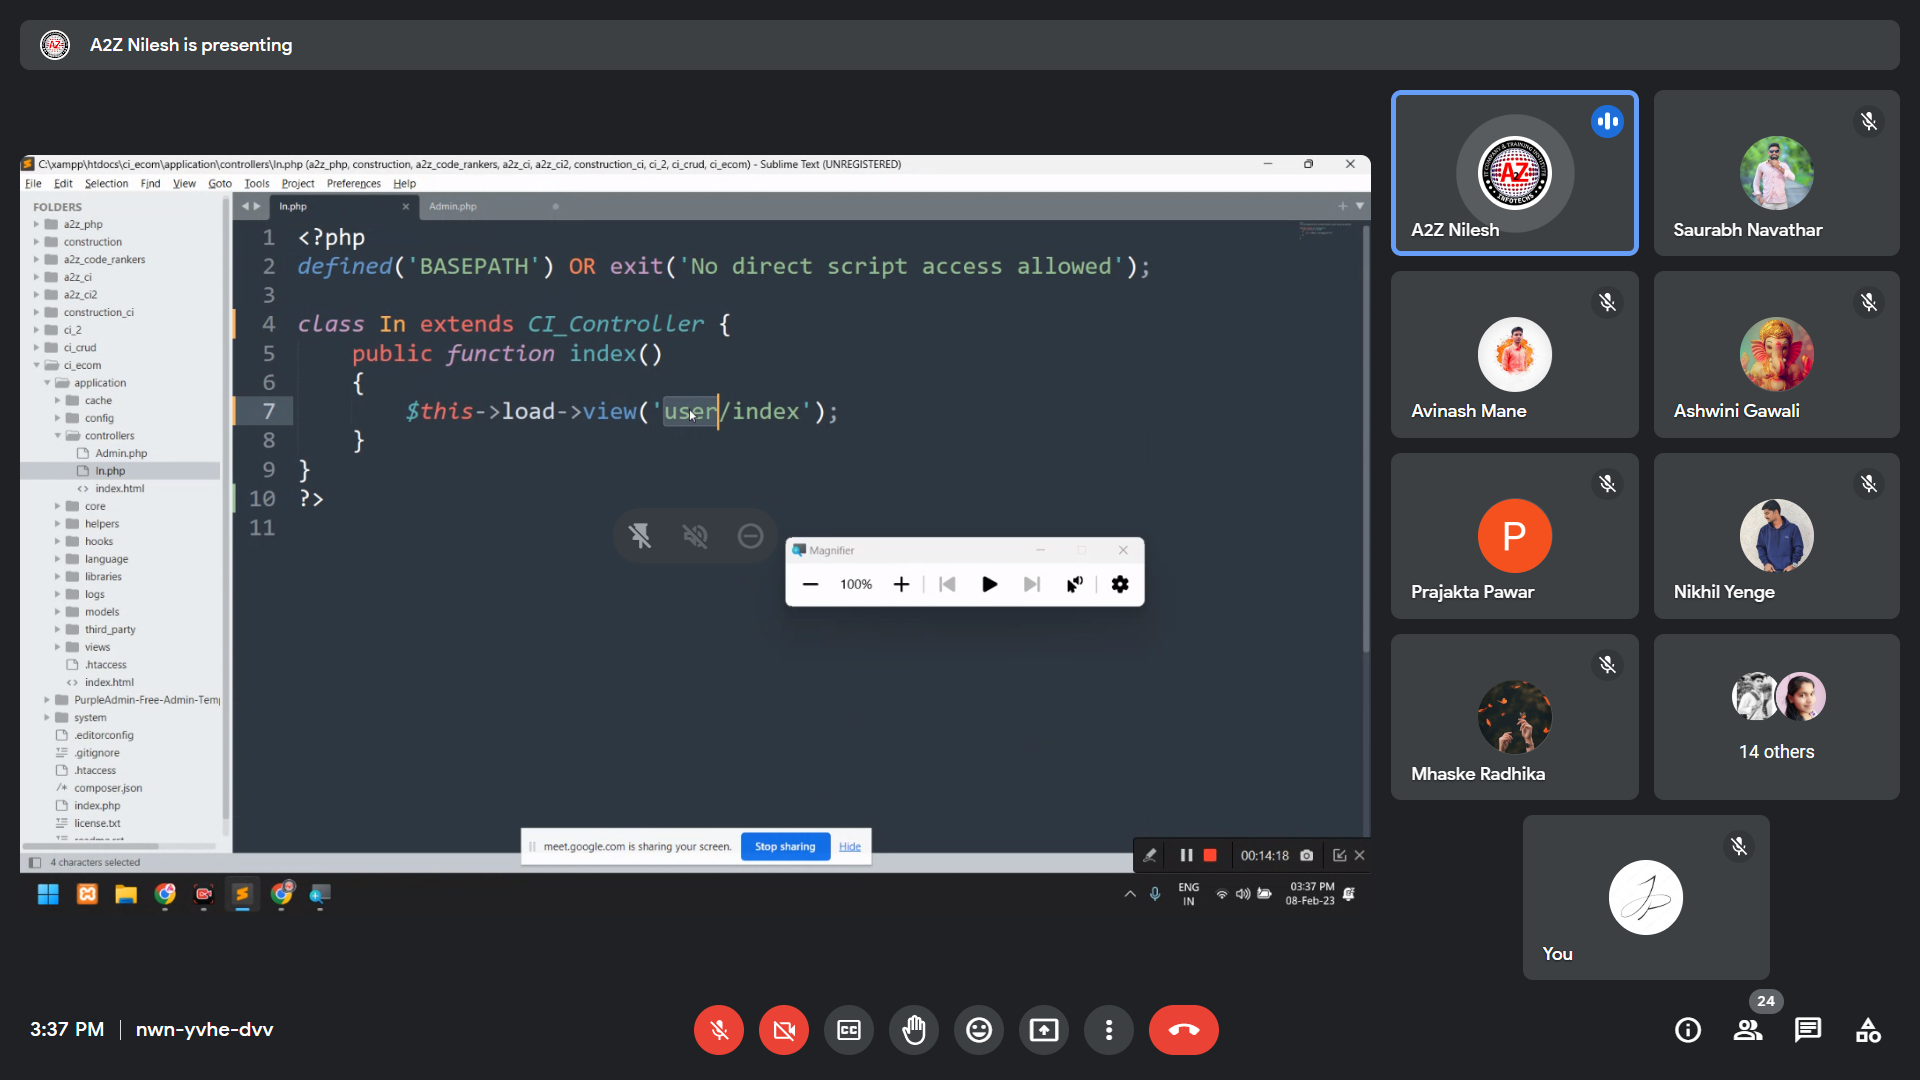 A2Z Nilesh is presenting
C:\xampp\htdocs\ci_ecom\application\controllers\In.php (a2z_php, construction, a2z_code_rankers, a2z_ci, a2z_ci2, construction_ci, ci_2, ci_crud, ci_ecom) - Sublime Text (UNREGISTERED)
File Edit Selection Find View Goto Tools Project Preferences Help
FOLDERS
a2z_php
construction
a2z_code_rankers
a2z_ci
a2z_ci2
construction_ci
ci_2
ci_crud
ci_ecom
application
cache
config
controllers
Admin.php
In.php
index.html
core
helpers
hooks
language
libraries
logs
models
third_party
views
.htaccess
index.html
PurpleAdmin-Free-Admin-Tem
system
.editorconfig
.gitignore
.htaccess
composer.json
index.php
license.txt
In.php
Admin.php
1 <?php
2 defined('BASEPATH') OR exit('No direct script access allowed');
3
4 class In extends CI_Controller {
5 public function index()
6 {
7 $this->load->view('user/index');
8 }
9 }
10 ?>
11
Magnifier
100%
meet.google.com is sharing your screen.
Stop sharing
Hide
4 characters selected
00:14:18
ENG
IN
03:37 PM
08-Feb-23
A2Z Nilesh
Saurabh Navathar
Avinash Mane
Ashwini Gawali
P
Prajakta Pawar
Nikhil Yenge
Mhaske Radhika
14 others
You
3:37 PM
nwn-yvhe-dvv
24